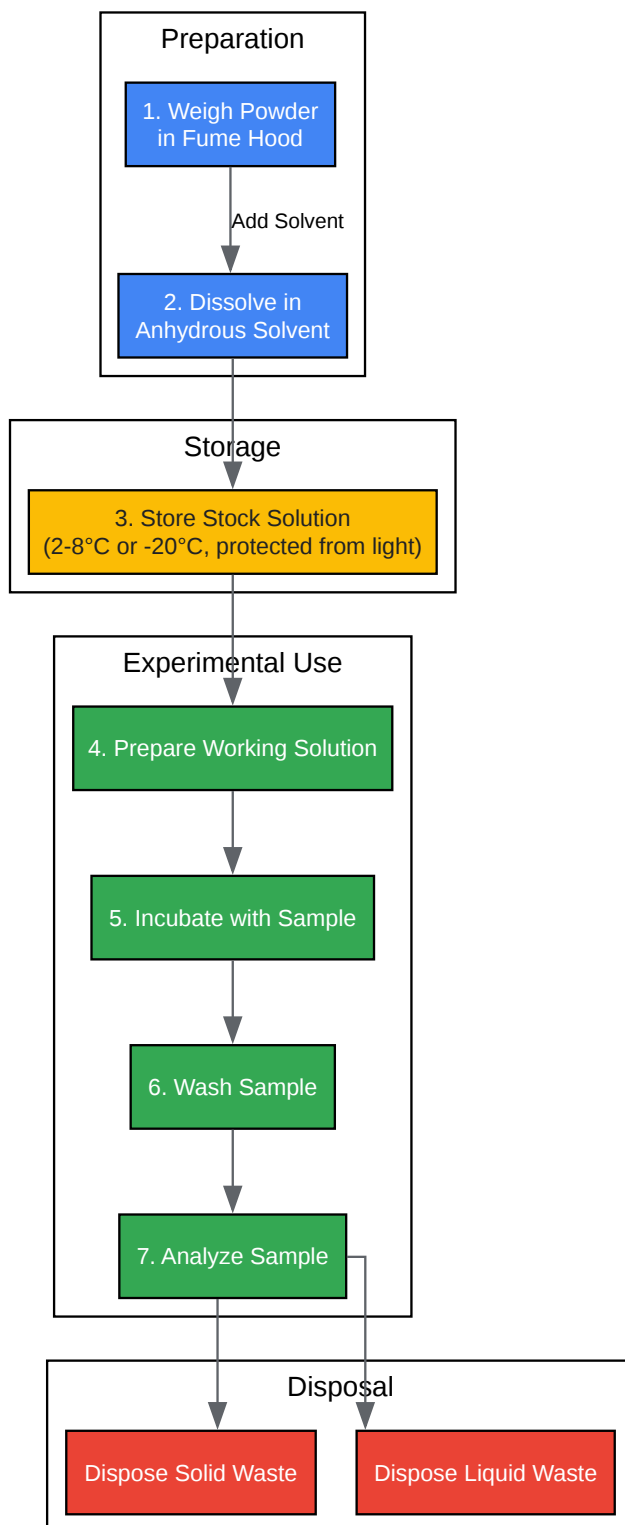 Preparation
1. Weigh Powder
in Fume Hood
Add Solvent
2. Dissolve in
Anhydrous Solvent
Storage
3. Store Stock Solution
(2-8°C or -20°C, protected from light)
Experimental Use
4. Prepare Working Solution
5. Incubate with Sample
6. Wash Sample
7. Analyze Sample
Disposal
Dispose Solid Waste
Dispose Liquid Waste